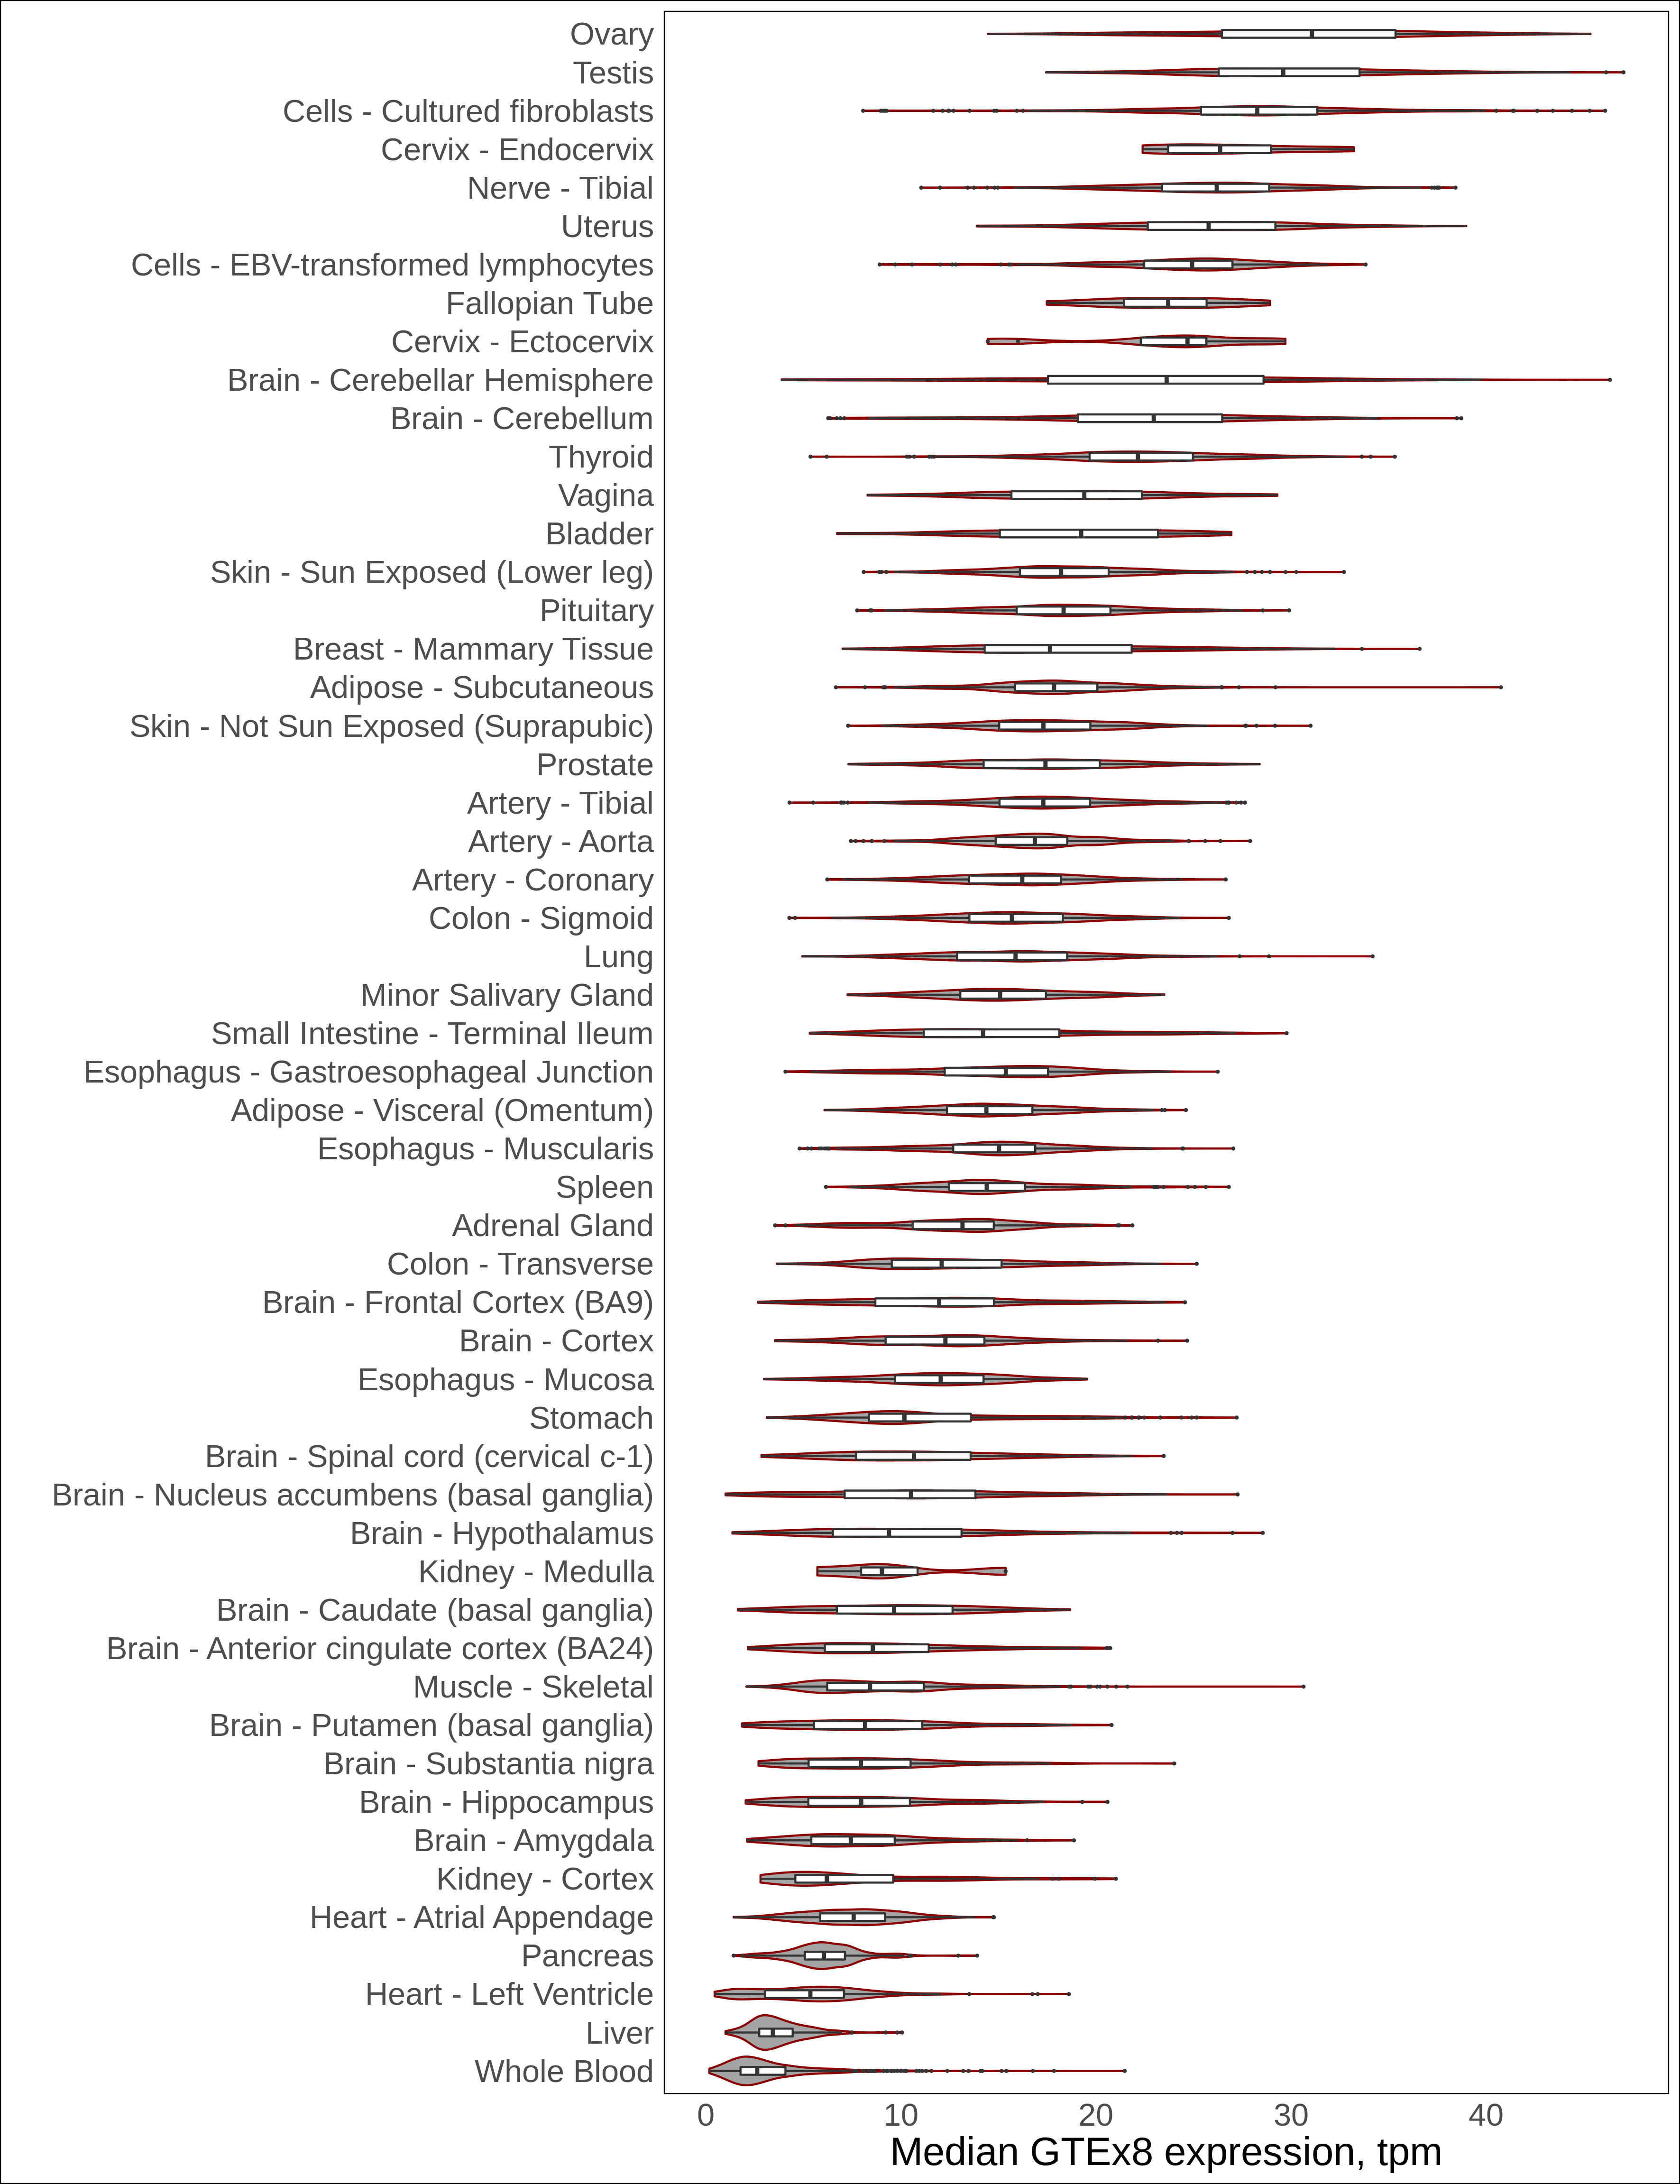 Ovary
Testis
Cells - Cultured fibroblasts
Cervix - Endocervix
Nerve - Tibial
Uterus
Cells - EBV-transformed lymphocytes
Fallopian Tube
Cervix - Ectocervix
Brain - Cerebellar Hemisphere
Brain - Cerebellum
Thyroid
Vagina
Bladder
Skin - Sun Exposed (Lower leg)
Pituitary
Breast - Mammary Tissue
Adipose - Subcutaneous
Skin - Not Sun Exposed (Suprapubic)
Prostate
Artery - Tibial
Artery - Aorta
Artery - Coronary
Colon - Sigmoid
Lung
Minor Salivary Gland
Small Intestine - Terminal Ileum
Esophagus - Gastroesophageal Junction
Adipose - Visceral (Omentum)
Esophagus - Muscularis
Spleen
Adrenal Gland
Colon - Transverse
Brain - Frontal Cortex (BA9)
Brain - Cortex
Esophagus - Mucosa
Stomach
Brain - Spinal cord (cervical c-1)
Brain - Nucleus accumbens (basal ganglia)
Brain - Hypothalamus
Kidney - Medulla
Brain - Caudate (basal ganglia)
Brain - Anterior cingulate cortex (BA24)
Muscle - Skeletal
Brain - Putamen (basal ganglia)
Brain - Substantia nigra
Brain - Hippocampus
Brain - Amygdala
Kidney - Cortex
Heart - Atrial Appendage
Pancreas
Heart - Left Ventricle
Liver
Whole Blood
0 10 20 30 40
Median GTEx8 expression, tpm